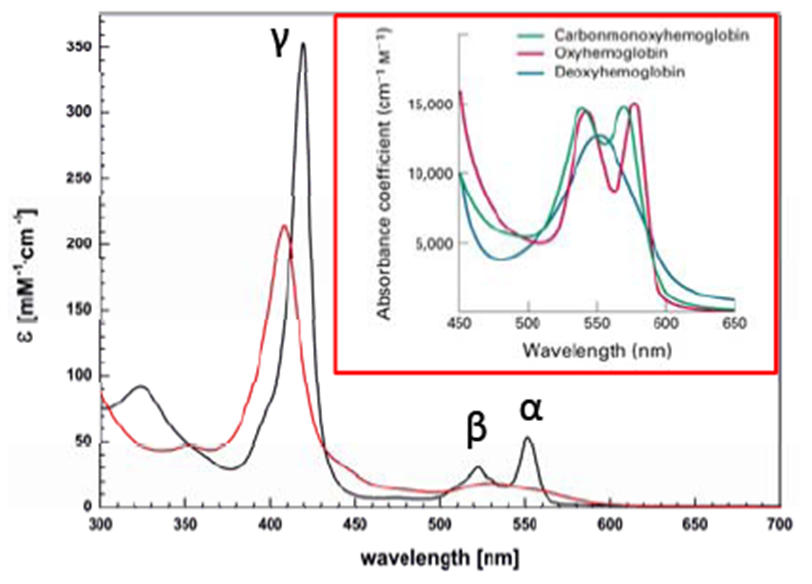 γ
β
α
350
300
250
200
150
100
50
0
ε [mM⁻¹·cm⁻¹]
300
350
400
450
500
550
600
650
700
wavelength [nm]
Carbonmonoxyhemoglobin
Oxyhemoglobin
Deoxyhemoglobin
Absorbance coefficient (cm⁻¹ M⁻¹)
15,000
10,000
5,000
450
500
550
600
650
Wavelength (nm)